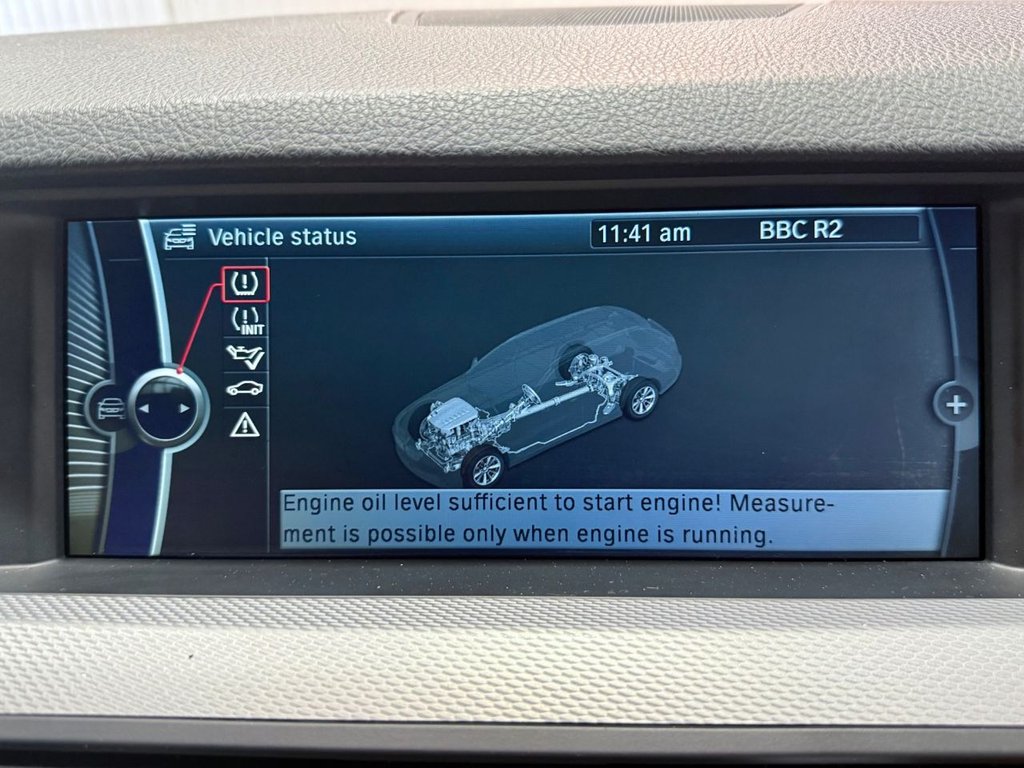 Vehicle status
11:41 am
BBC R2
INIT
Engine oil level sufficient to start engine! Measure-
ment is possible only when engine is running.